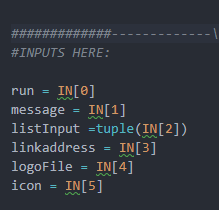 #############-------------\
#INPUTS HERE:
run = IN[0]
message = IN[1]
listInput =tuple(IN[2])
linkaddress = IN[3]
logoFile = IN[4]
icon = IN[5]